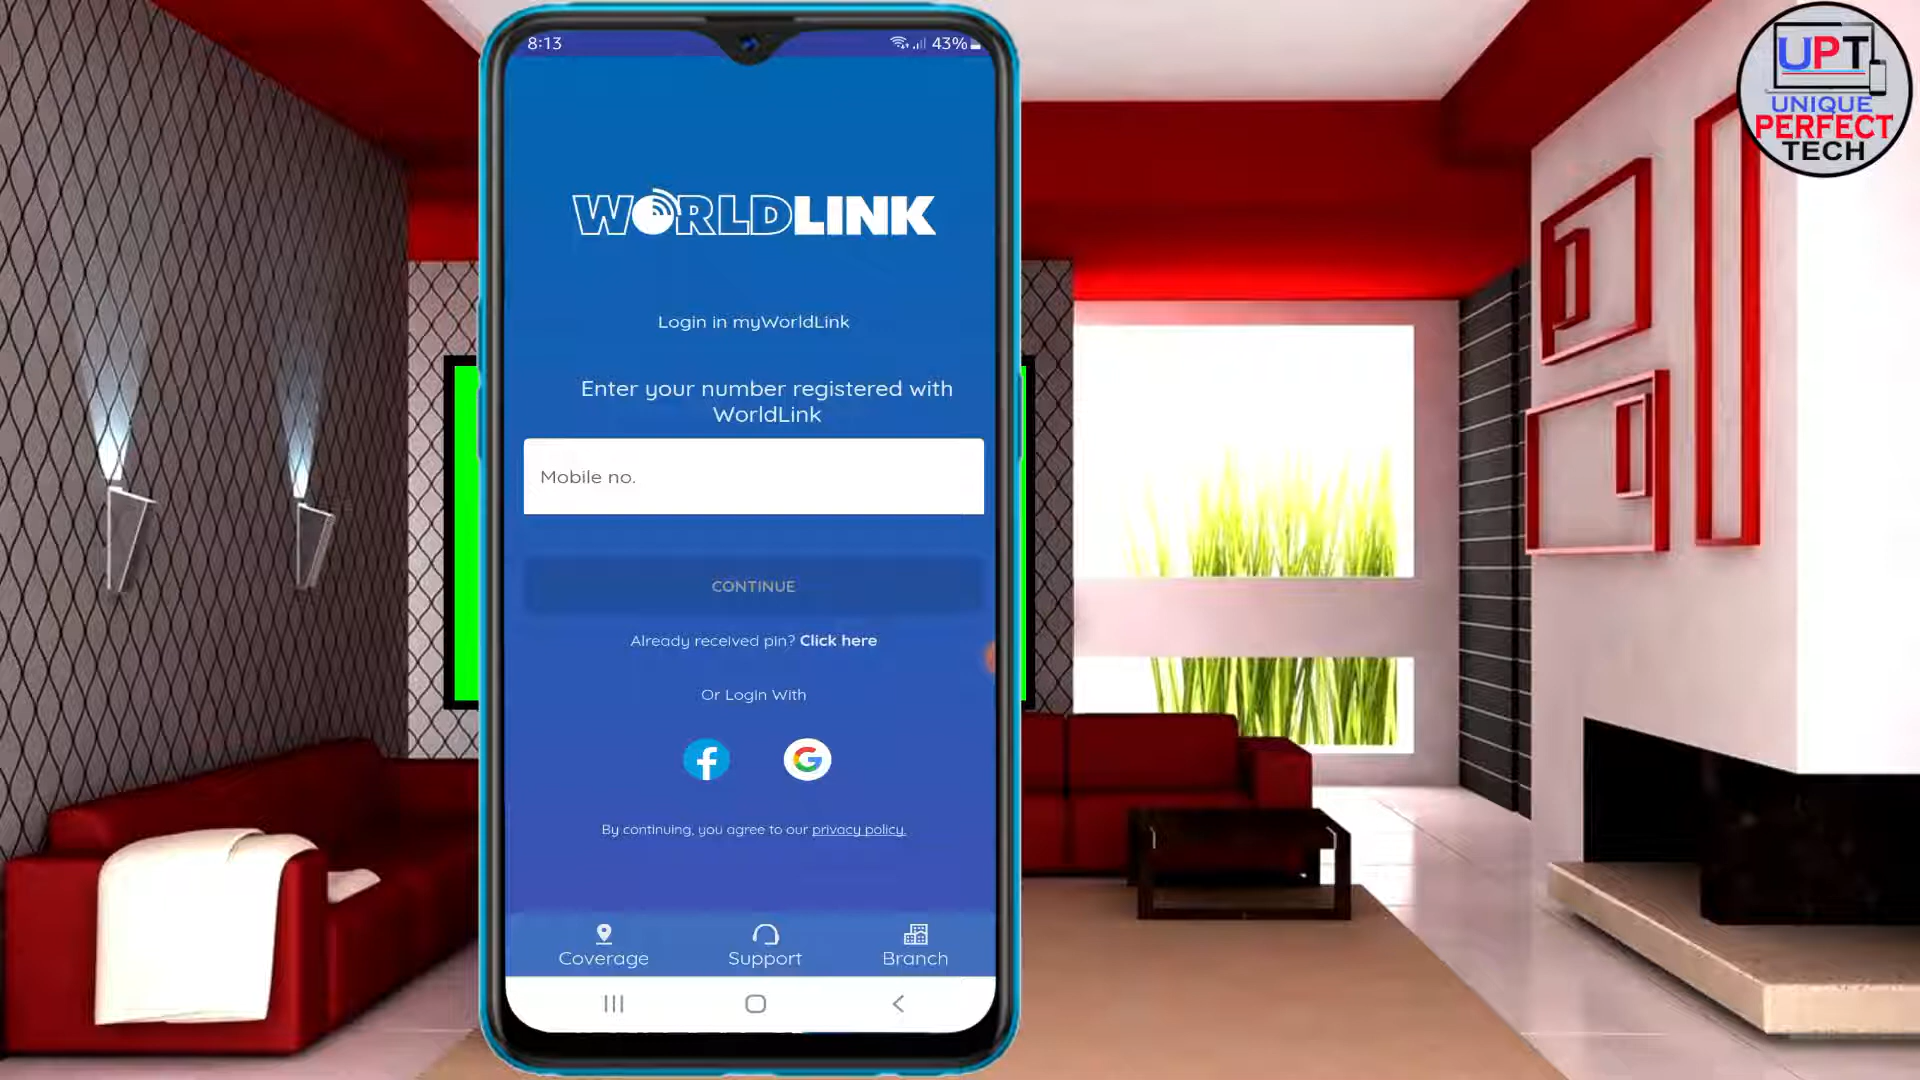 8:13
43%
UPT
UNIQUE
PERFECT
TECH
WORLDLINK
Login in myWorldLink
Enter your number registered with
WorldLink
Mobile no.
CONTINUE
Already received pin? Click here
Or Login With
By continuing, you agree to our privacy policy.
Coverage
Support
Branch